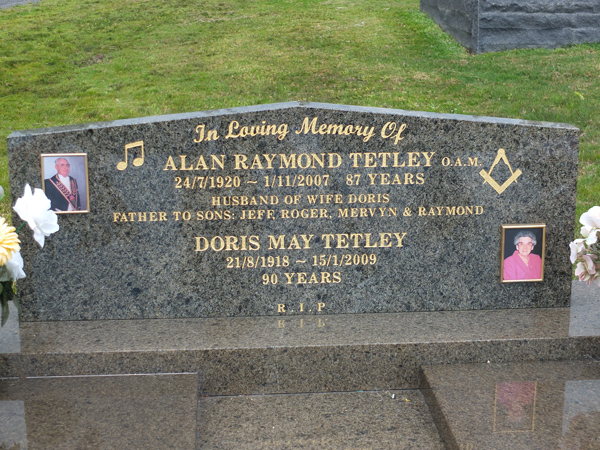 In Loving Memory Of
ALAN RAYMOND TETLEY O.A.M.
24/7/1920 ~ 1/11/2007 87 YEARS
HUSBAND OF WIFE DORIS
FATHER TO SONS: JEFF, ROGER, MERVYN & RAYMOND
DORIS MAY TETLEY
21/8/1918 ~ 15/1/2009
90 YEARS
R.I.P